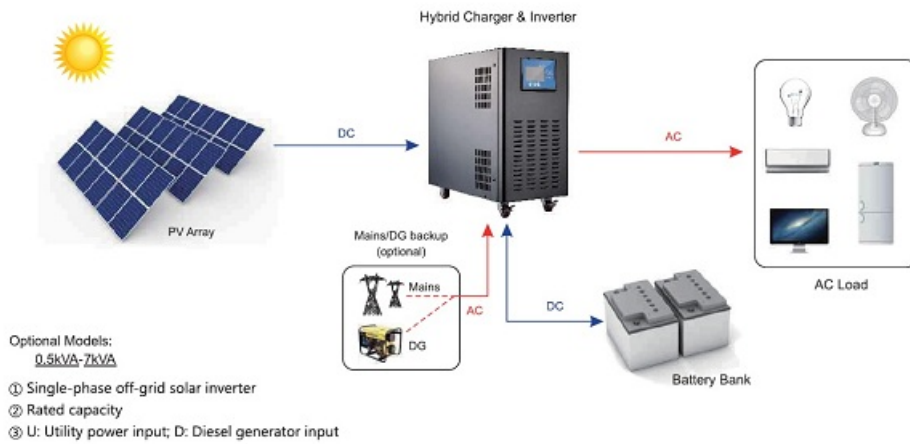 Hybrid Charger & Inverter
DC
AC
PV Array
Mains/DG backup
(optional)
Mains
AC
DG
DC
AC Load
Battery Bank
Optional Models:
0.5kVA-7kVA
① Single-phase off-grid solar inverter
② Rated capacity
③ U: Utility power input; D: Diesel generator input